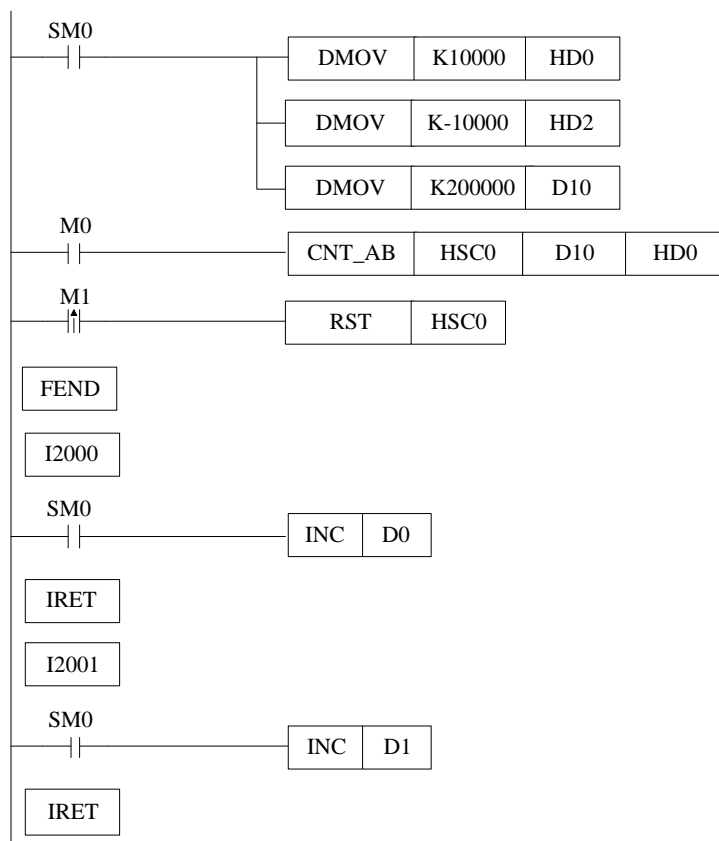 SM0
DMOV K10000 HD0
DMOV K-10000 HD2
DMOV K200000 D10
M0
CNT_AB HSC0 D10 HD0
M1
RST HSC0
FEND
I2000
SM0
INC D0
IRET
I2001
SM0
INC D1
IRET